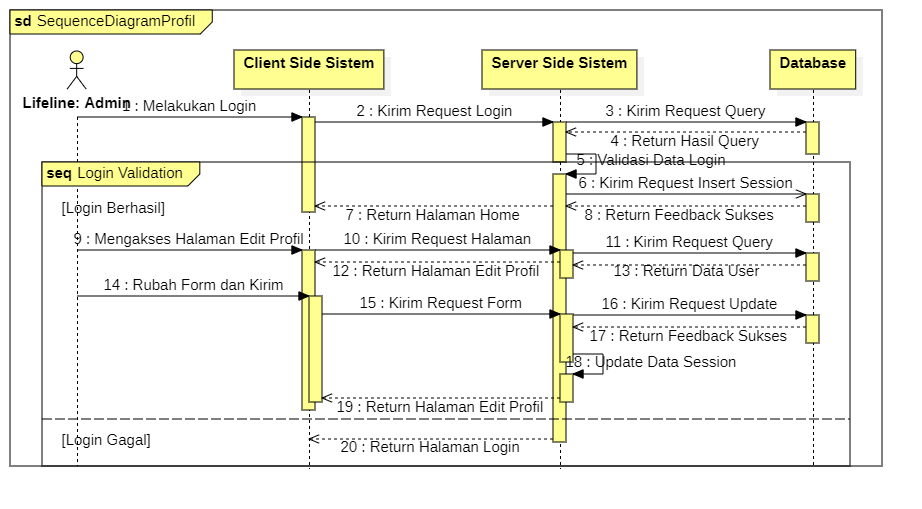 sd SequenceDiagramProfil
Client Side Sistem
Server Side Sistem
Database
Lifeline: Admin
1 : Melakukan Login
2 : Kirim Request Login
3 : Kirim Request Query
4 : Return Hasil Query
5 : Validasi Data Login
seq Login Validation
6 : Kirim Request Insert Session
[Login Berhasil]
7 : Return Halaman Home
8 : Return Feedback Sukses
9 : Mengakses Halaman Edit Profil
10 : Kirim Request Halaman
11 : Kirim Request Query
12 : Return Halaman Edit Profil
13 : Return Data User
14 : Rubah Form dan Kirim
15 : Kirim Request Form
16 : Kirim Request Update
17 : Return Feedback Sukses
18 : Update Data Session
19 : Return Halaman Edit Profil
[Login Gagal]
20 : Return Halaman Login